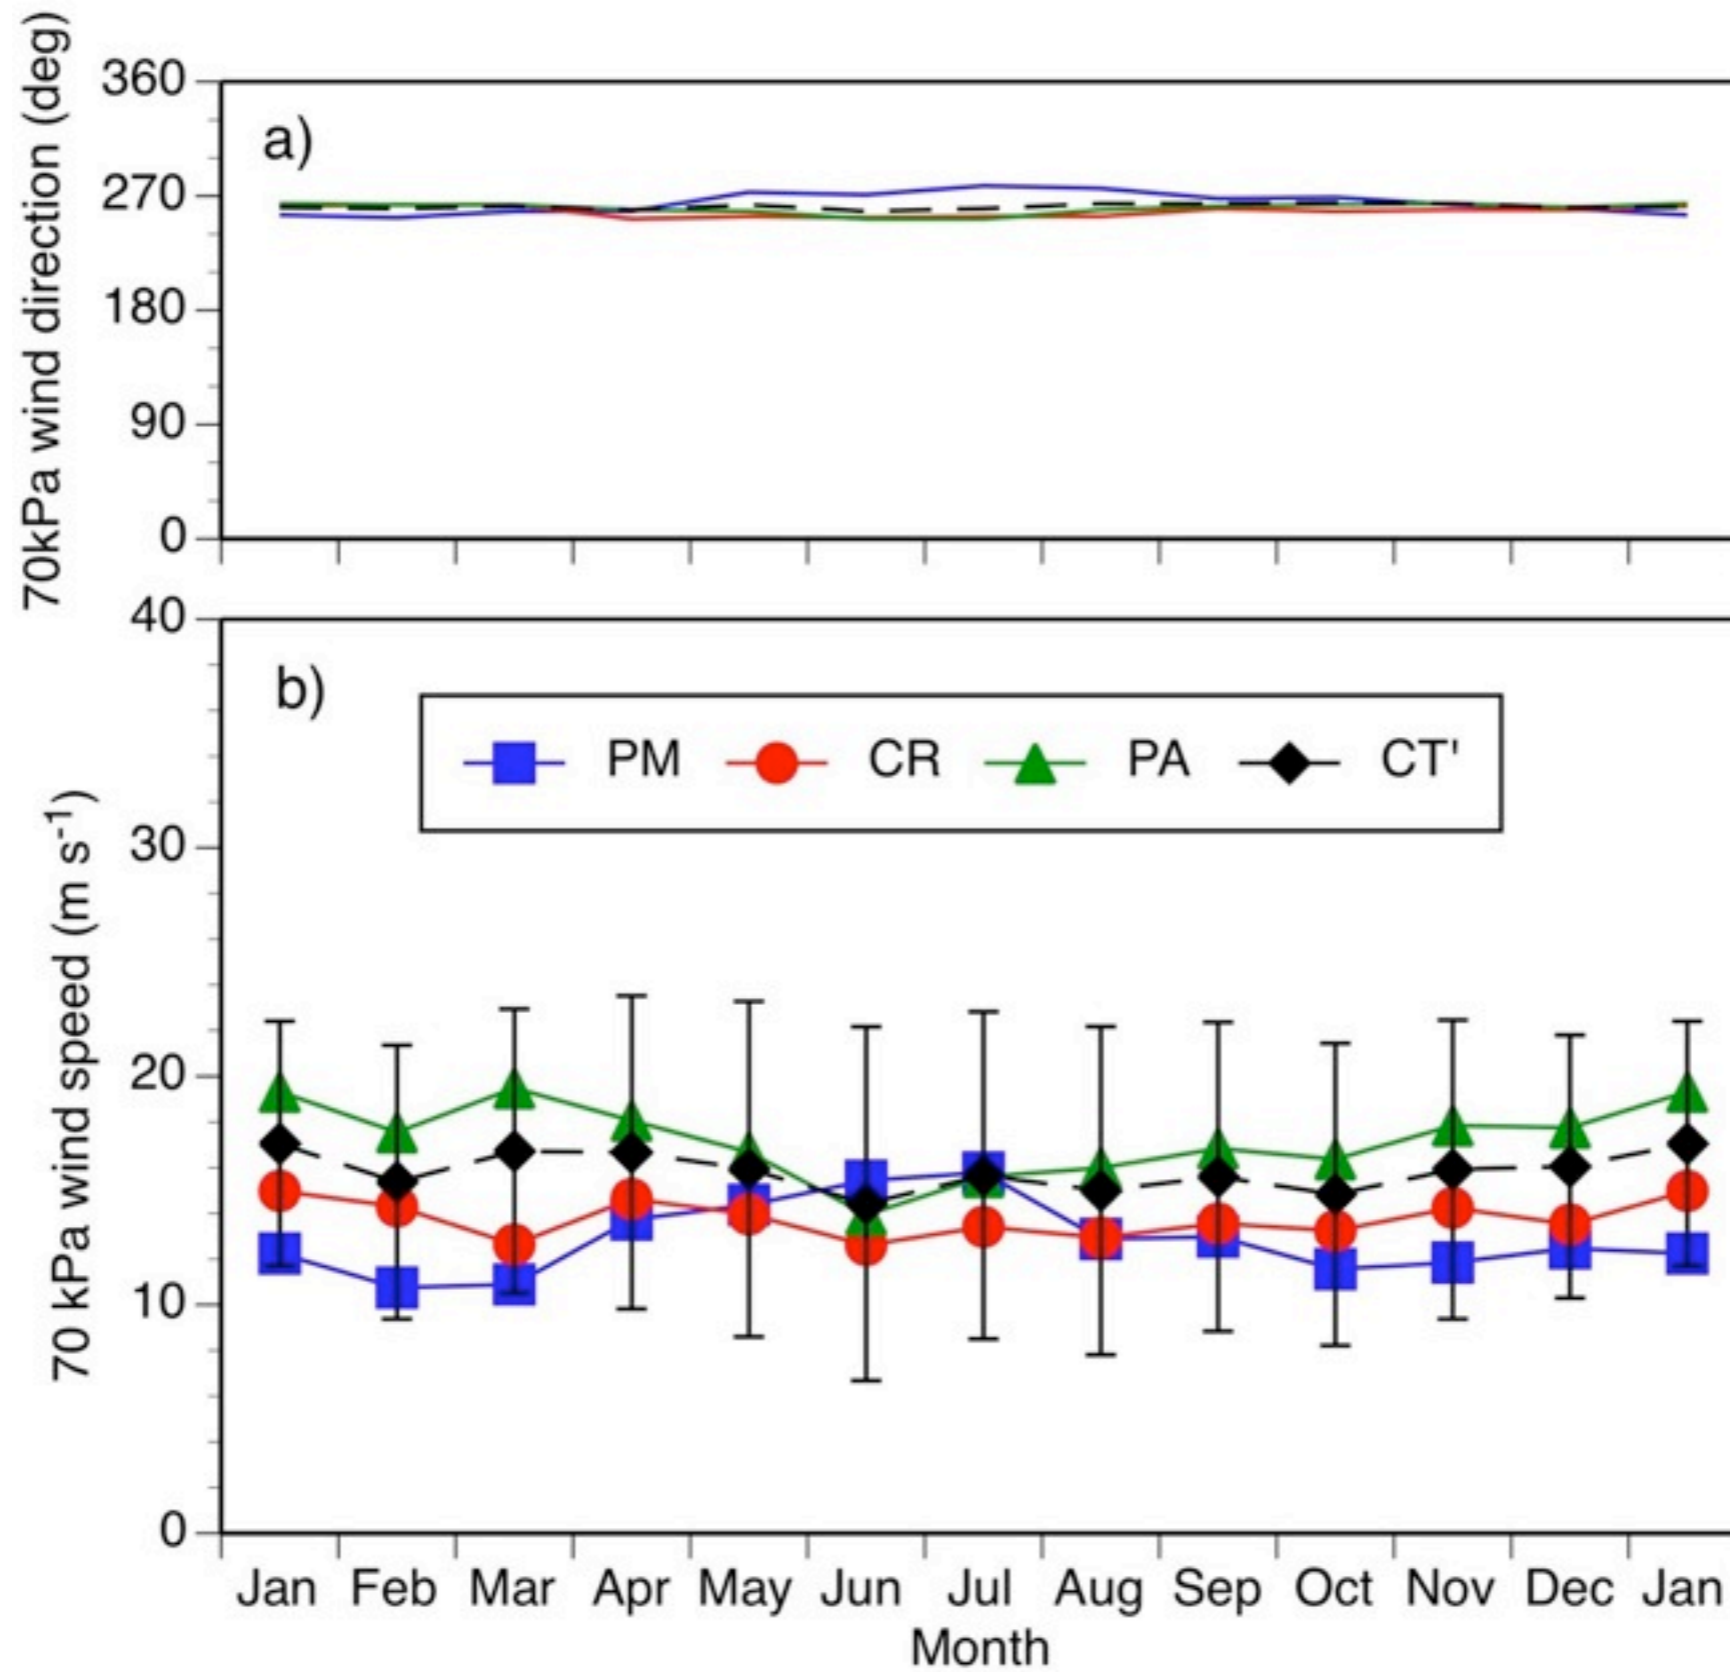 70kPa wind direction (deg)
360
270
180
90
0
a)
70 kPa wind speed (m s-1)
40
30
20
10
0
b)
PM CR PA CT'
Jan Feb Mar Apr May Jun Jul Aug Sep Oct Nov Dec Jan
Month